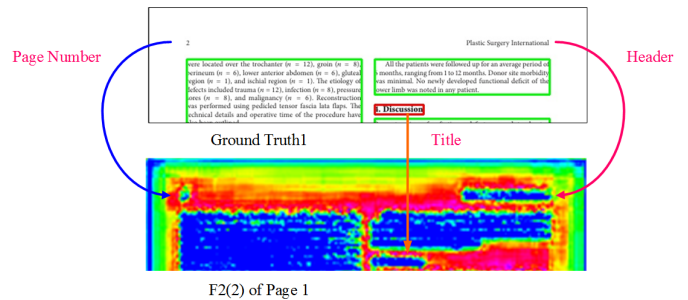 Page Number
2
Plastic Surgery International
Header
were located over the trochanter (n = 12), groin (n = 8),
perineum (n = 6), lower anterior abdomen (n = 6), gluteal
region (n = 1), and ischial region (n = 1). The etiology of
defects included trauma (n = 12), infection (n = 8), pressure
sores (n = 8), and malignancy (n = 6). Reconstruction
was performed using pedicled tensor fascia lata flaps. The
technical details and operative time of the procedure have
All the patients were followed up for an average period of
months, ranging from 1 to 12 months. Donor site morbidity
was minimal. No newly developed functional deficit of the
lower limb was noted in any patient.
. Discussion
Ground Truth1
Title
F2(2) of Page 1